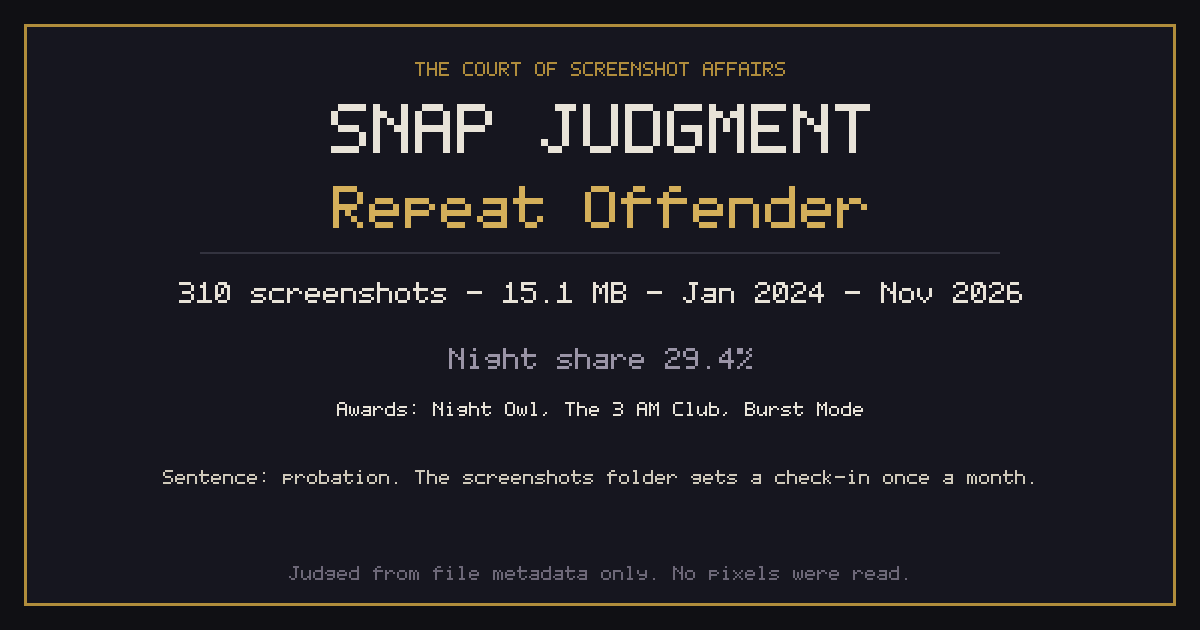 THE COURT OF SCREENSHOT AFFAIRS
SNAP JUDGMENT
Repeat Offender
310 screenshots - 15.1 MB - Jan 2024 - Nov 2026
Night share 29.4%
Awards: Night Owl, The 3 AM Club, Burst Mode
Sentence: probation. The screenshots folder gets a check-in once a month.
Judged from file metadata only. No pixels were read.